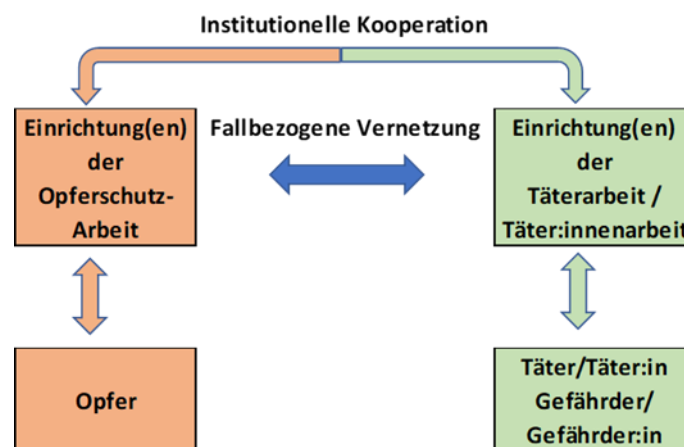 Institutionelle Kooperation
Einrichtung(en)
der
Opferschutz-
Arbeit
Fallbezogene Vernetzung
Einrichtung(en)
der
Täterarbeit /
Täter:innenarbeit
Opfer
Täter/Täter:in
Gefährder/
Gefährder:in